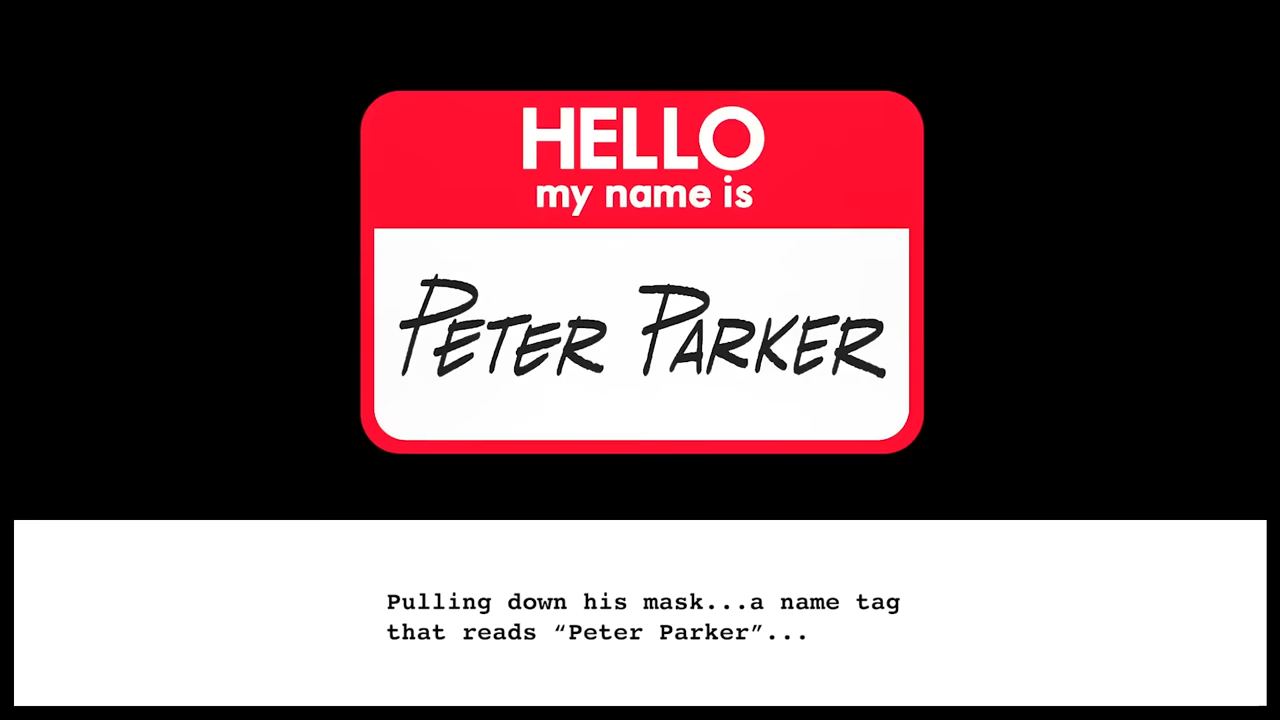 HELLO
my name is
PETER PARKER
Pulling down his mask...a name tag
that reads “Peter Parker”...